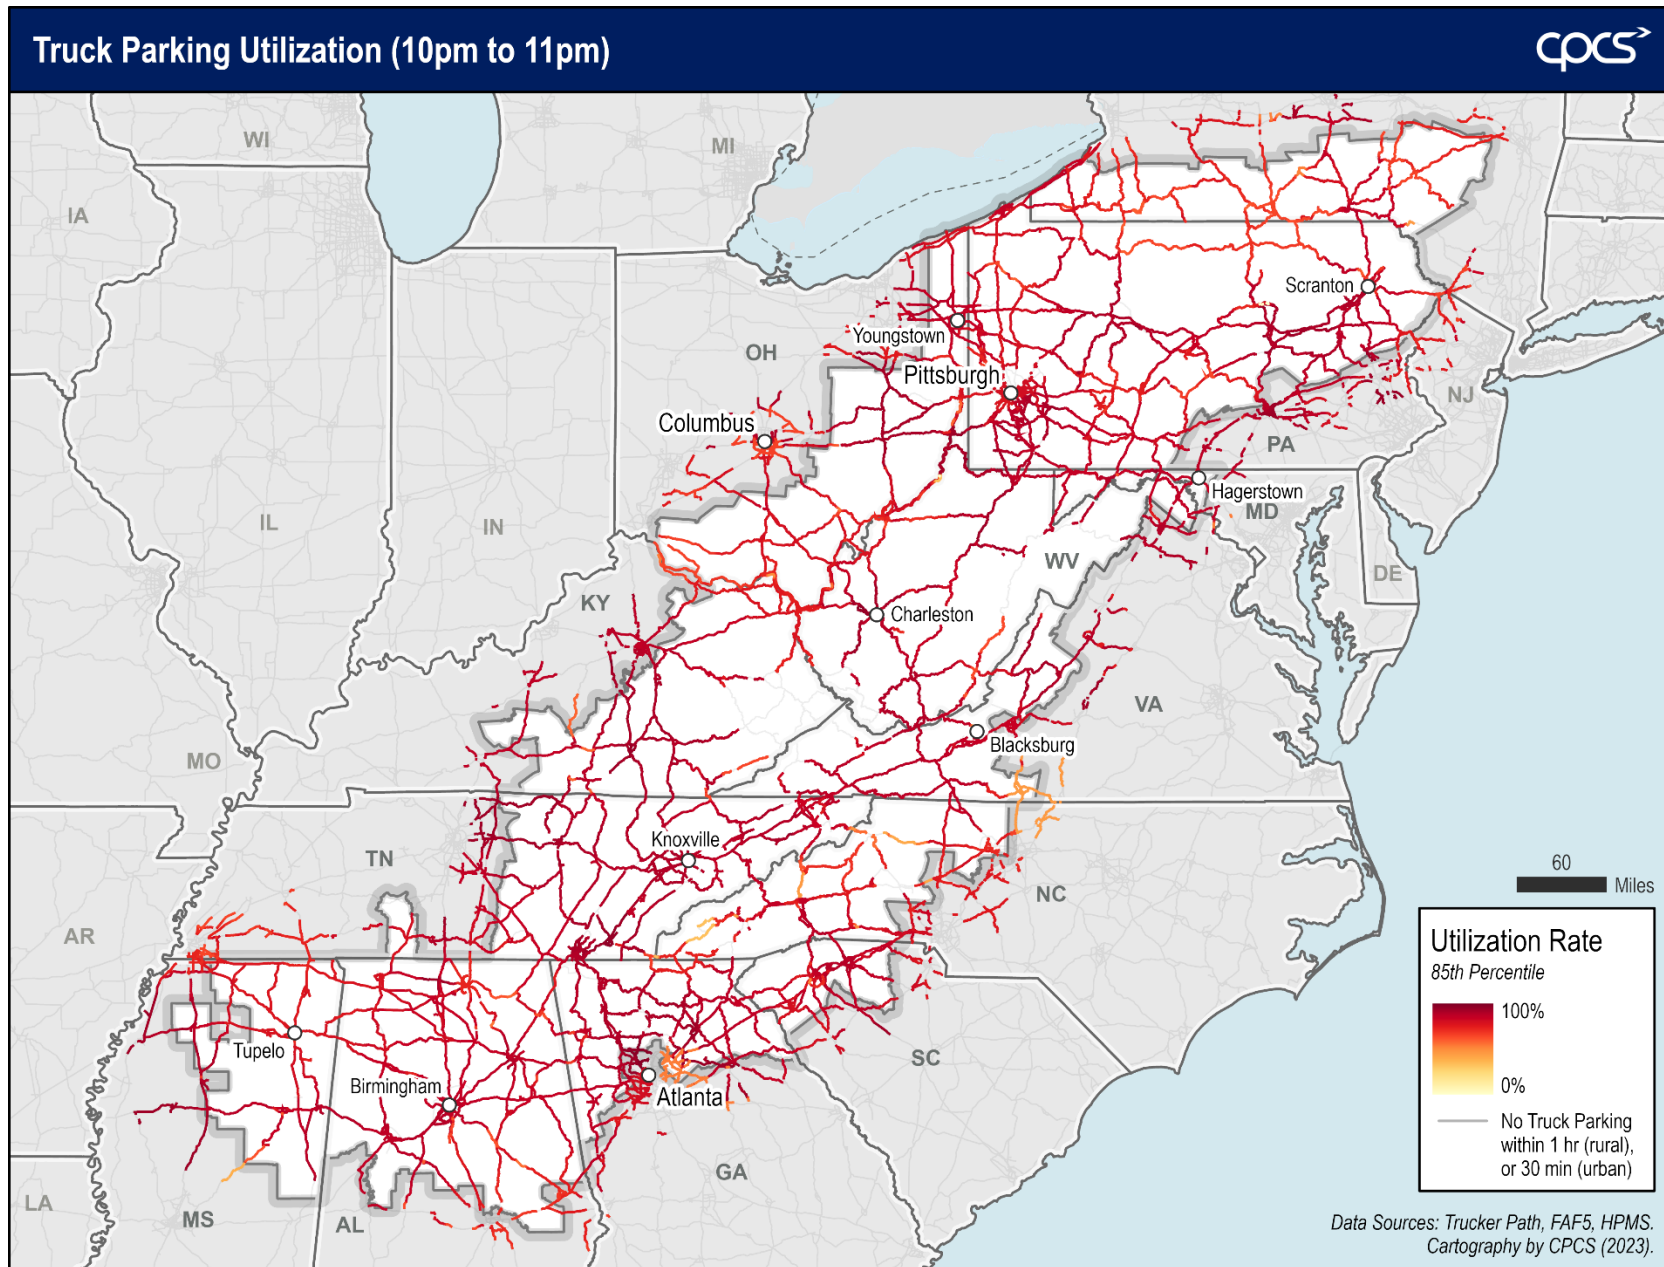 Truck Parking Utilization (10pm to 11pm)
cpcs
WI
MI
IA
Scranton
Youngstown
OH
Pittsburgh
NJ
Columbus
PA
Hagerstown
MD
IL
IN
WV
DE
KY
Charleston
VA
Blacksburg
MO
Knoxville
TN
NC
AR
Tupelo
SC
Birmingham
Atlanta
GA
LA
MS
AL
60
Miles
Utilization Rate
85th Percentile
100%
0%
No Truck Parking
within 1 hr (rural),
or 30 min (urban)
Data Sources: Trucker Path, FAF5, HPMS.
Cartography by CPCS (2023).